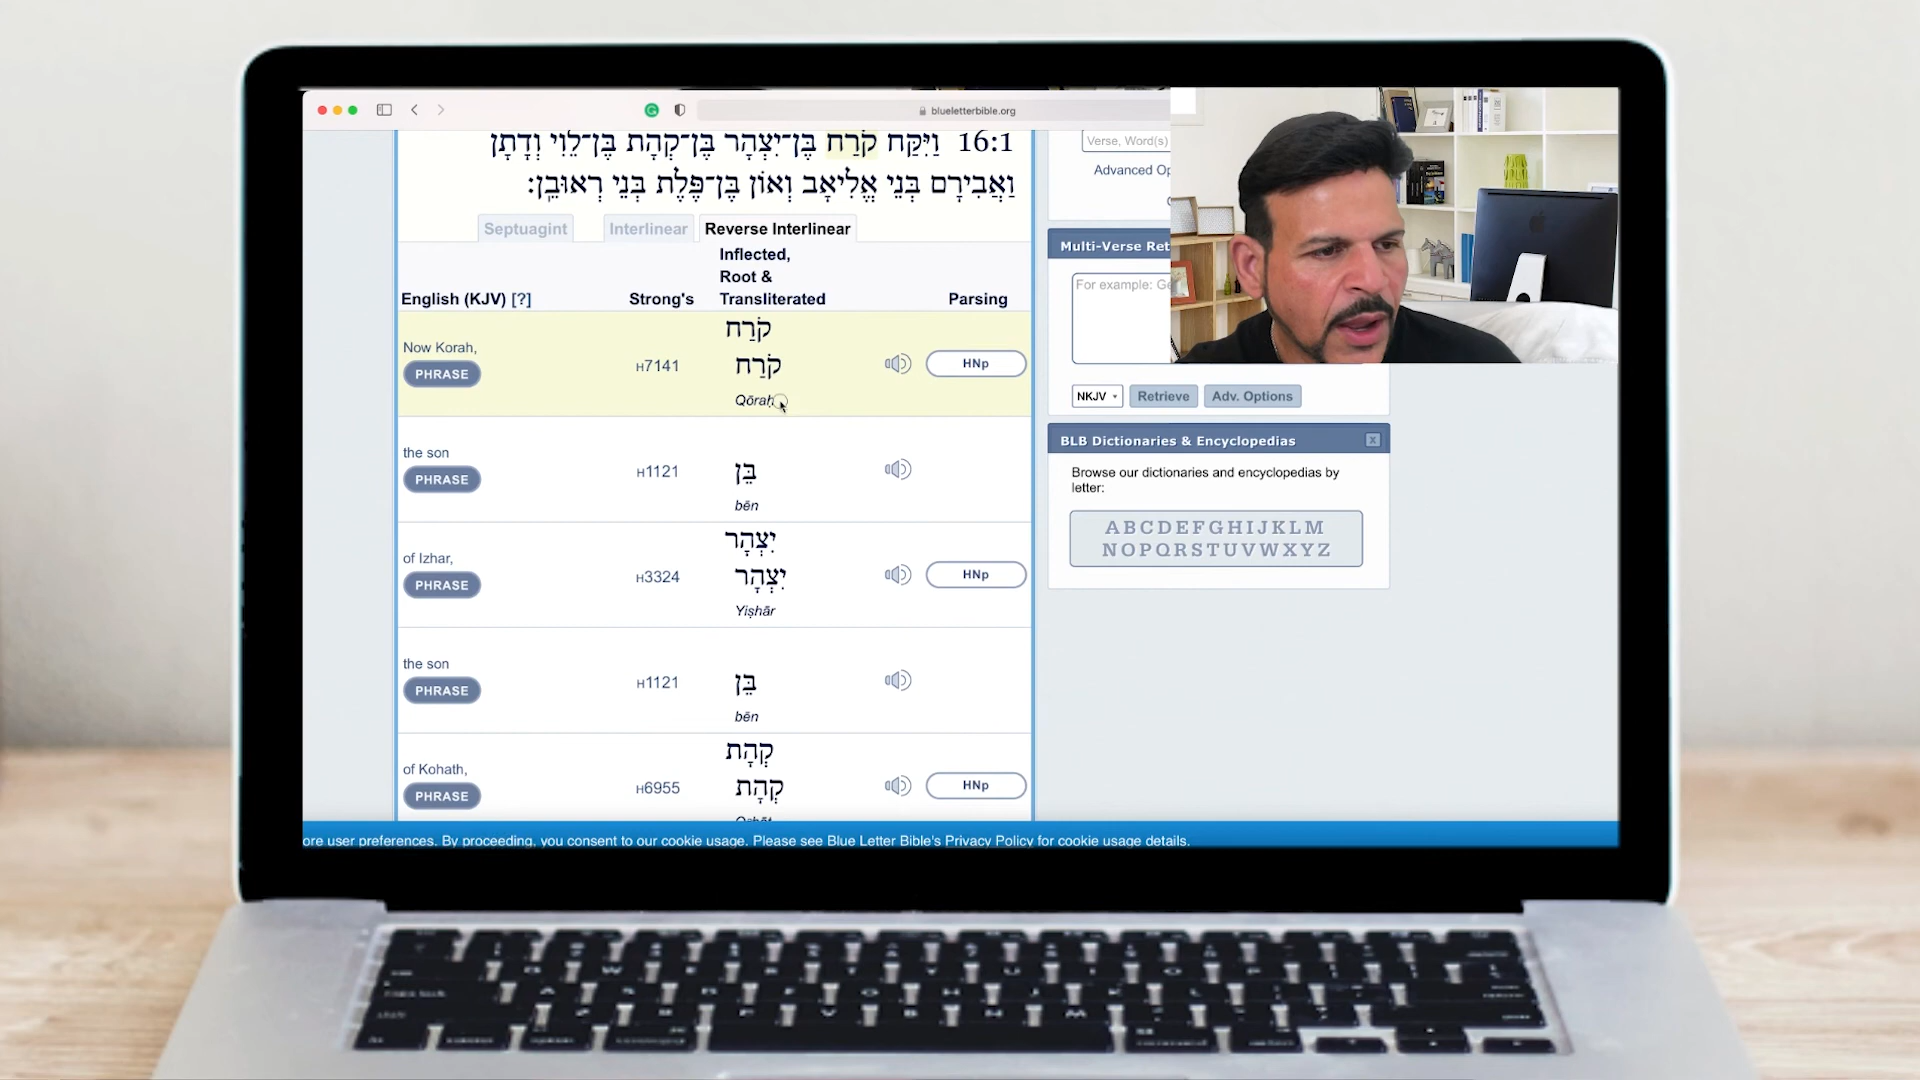 blueletterbible.org
16:1 וַיִּקַּח קֹרַח בֶּן־יִצְהָר בֶּן־קְהָת בֶּן־לֵוִי וְדָתָן
וַאֲבִירָם בְּנֵי אֱלִיאָב וְאוֹן בֶּן־פֶּלֶת בְּנֵי רְאוּבֵֽן׃
Septuagint Interlinear Reverse Interlinear
English (KJV) [?] Strong's Inflected,
Root &
Transliterated Parsing
Now Korah,
PHRASE
H7141
קֹרַח
קֹרַח
Qōraḥ
HNp
the son
PHRASE
H1121
בֵּן
bēn
of Izhar,
PHRASE
H3324
יִצְהָר
יִצְהָר
Yiṣhār
HNp
the son
PHRASE
H1121
בֵּן
bēn
of Kohath,
PHRASE
H6955
קְהָת
קְהָת
HNp
Verse, Word(s)
Advanced Op
Multi-Verse Ret
For example: Ge
NKJV Retrieve Adv. Options
BLB Dictionaries & Encyclopedias x
Browse our dictionaries and encyclopedias by
letter:
ABCDEFGHIJKLM
NOPQRSTUVWXYZ
ore user preferences. By proceeding, you consent to our cookie usage. Please see Blue Letter Bible's Privacy Policy for cookie usage details.